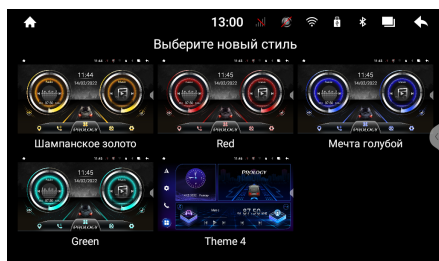 13:00
Выберите новый стиль
11:44
14/02/2022
PROLOGY
11:45
14/02/2022
PROLOGY
11:45
14/02/2022
PROLOGY
Шампанское золото
Red
Мечта голубой
11:45
14/02/2022
PROLOGY
PROLOGY
07:50
Green
Theme 4